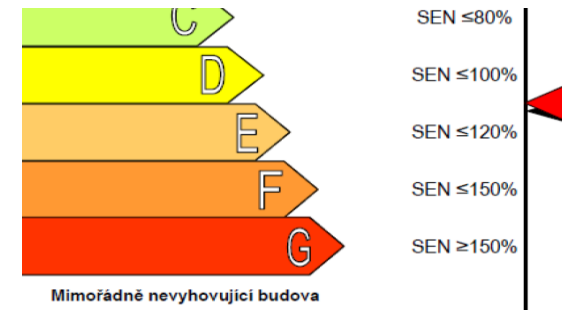 C SEN ≤80%
D SEN ≤100%
E SEN ≤120%
F SEN ≤150%
G SEN ≥150%
Mimořádně nevyhovující budova